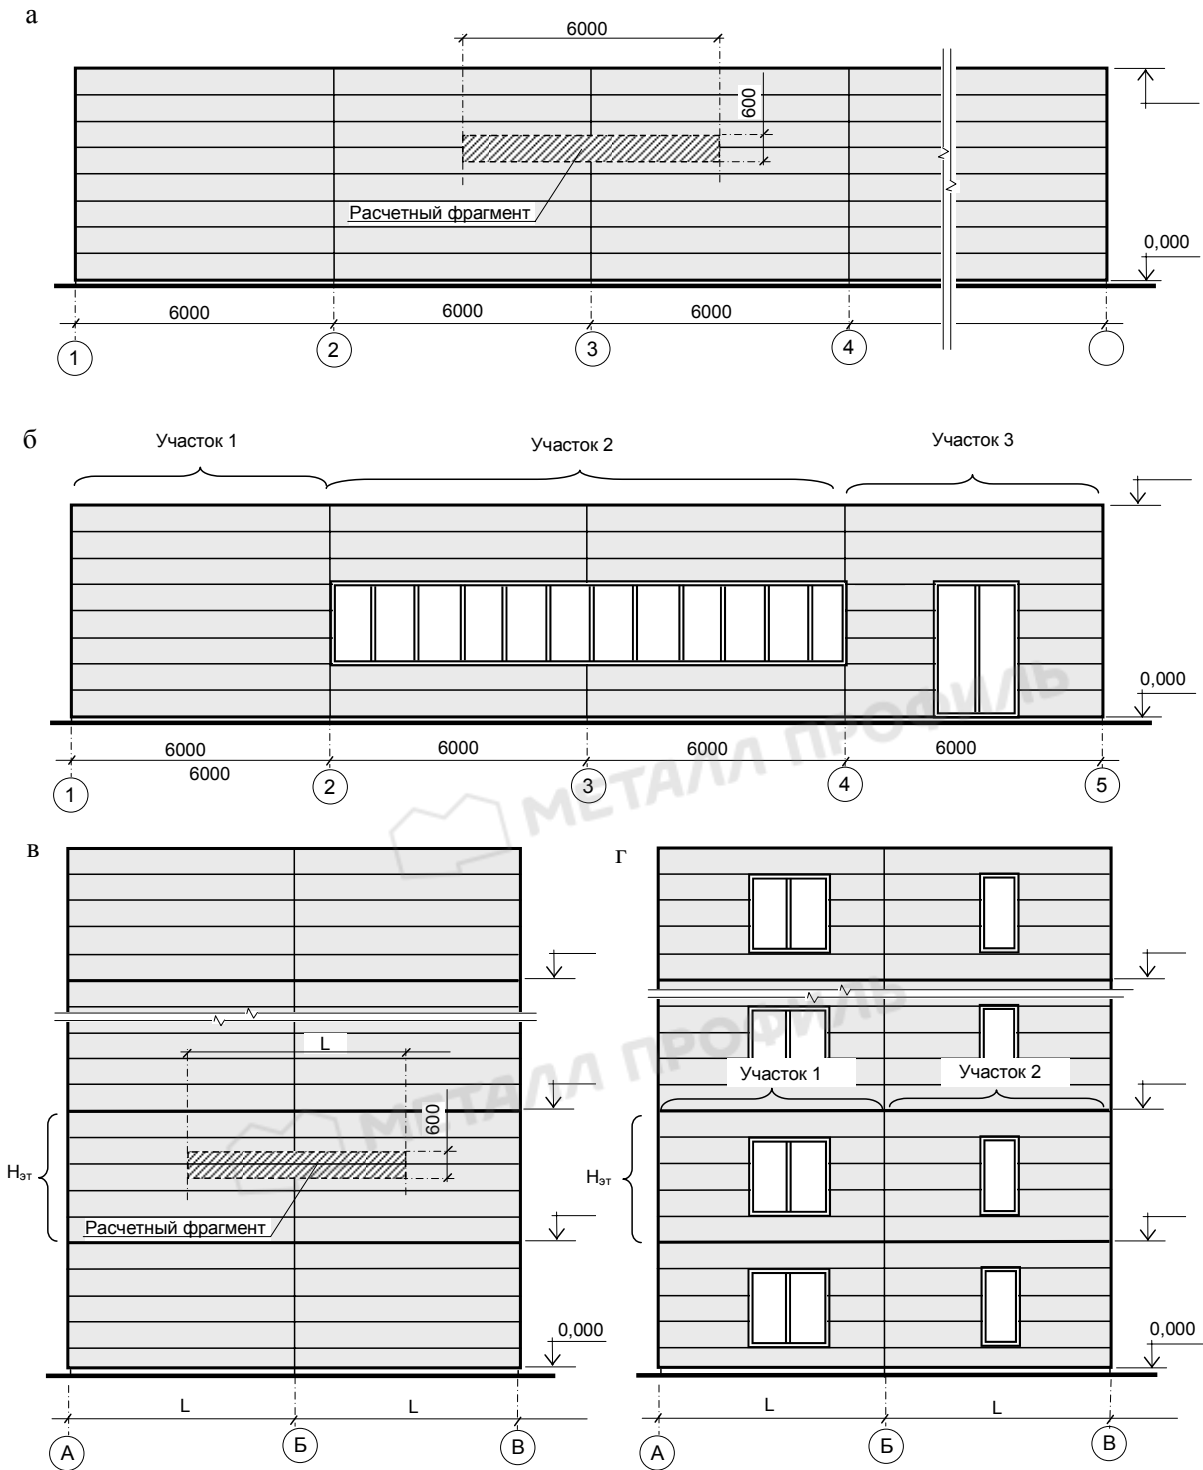 а
6000
600
Расчетный фрагмент
0,000
6000 6000 6000
1 2 3 4
б
Участок 1 Участок 2 Участок 3
0,000
6000 6000 6000 6000
6000
1 2 3 4 5
МЕТАЛЛ ПРОФИЛЬ
в
L
600
Hэт
Расчетный фрагмент
0,000
L L
А Б В
г
Участок 1 Участок 2
Hэт
0,000
L L
А Б В
МЕТАЛЛ ПРОФИЛЬ